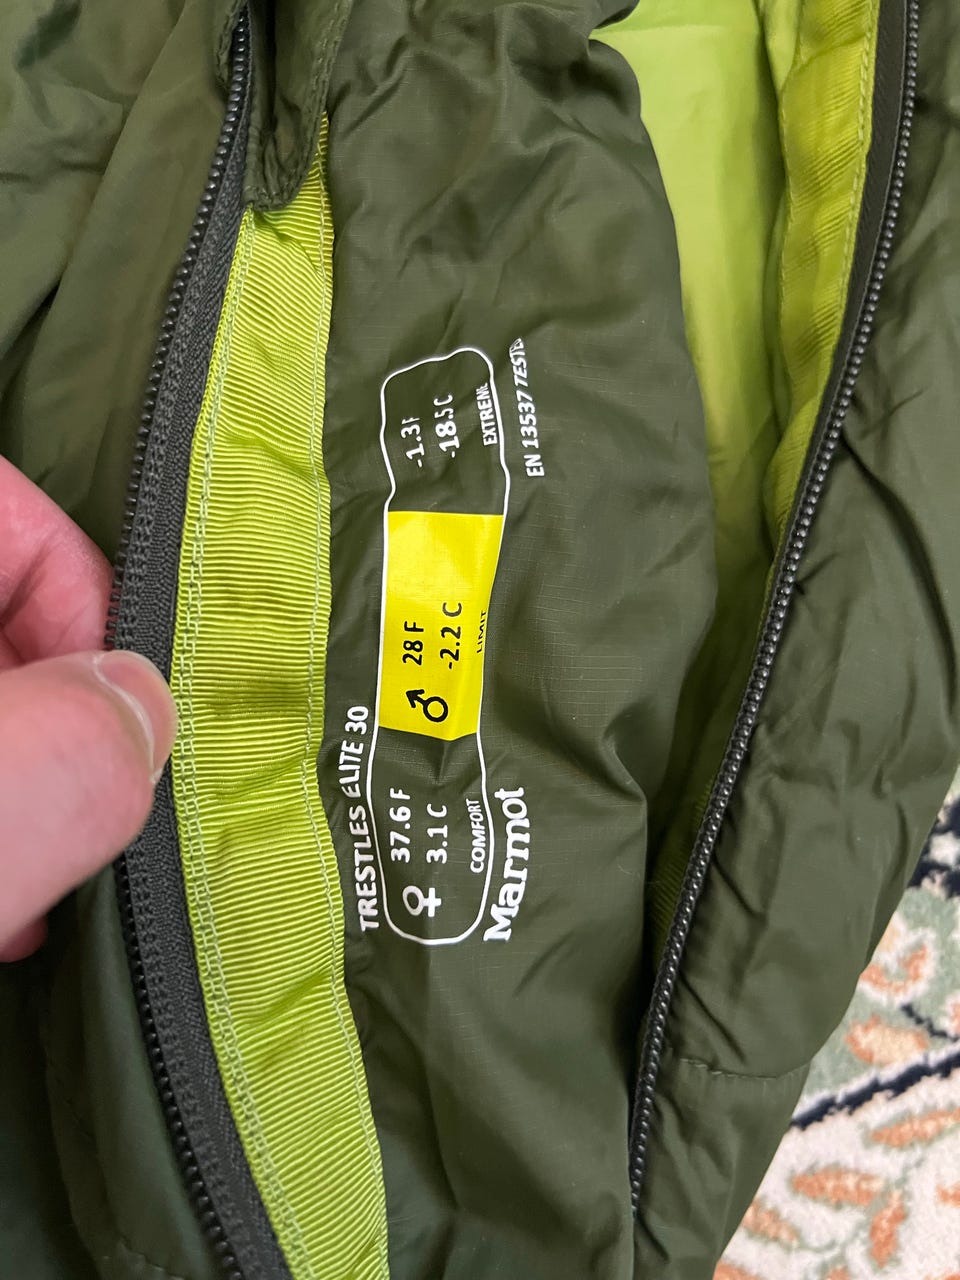 TRESTLES ELITE 30
♀ 37.6 F
3.1 C
COMFORT
♂ 28 F
-2.2 C
LIMIT
-1.3F
-18.5 C
EXTREME
Marmot
EN 13537 TESTED